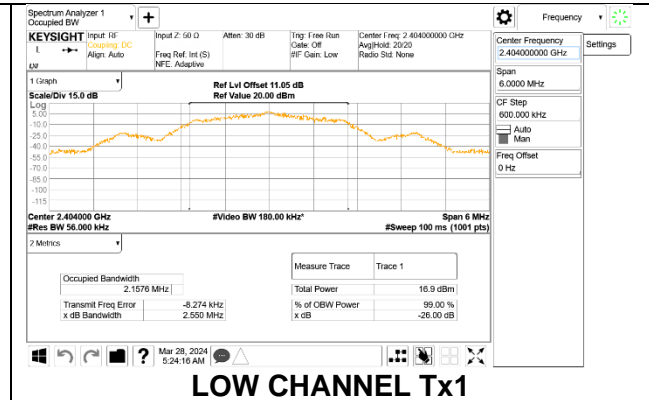 Spectrum Analyzer 1
Occupied BW
Frequency
KEYSIGHT Input: RF Input Z: 50 Ω Atten: 30 dB Trig: Free Run Center Freq: 2.404000000 GHz
L Coupling: DC Gate: Off Avg|Hold: 20/20
Align: Auto Freq Ref: Int (S) #IF Gain: Low Radio Std: None
NFE: Adaptive
Center Frequency
2.404000000 GHz
Settings
Span
6.0000 MHz
CF Step
600.000 kHz
Auto
Man
Freq Offset
0 Hz
1 Graph
Ref Lvl Offset 11.05 dB
Scale/Div 15.0 dB Ref Value 20.00 dBm
Log
5.00
-10.0
-25.0
-40.0
-55.0
-70.0
-85.0
-100
-115
Center 2.404000 GHz #Video BW 180.00 kHz* Span 6 MHz
#Res BW 56.000 kHz #Sweep 100 ms (1001 pts)
2 Metrics
Measure Trace Trace 1
Occupied Bandwidth
2.1576 MHz Total Power 16.9 dBm
Transmit Freq Error -8.274 kHz % of OBW Power 99.00 %
x dB Bandwidth 2.550 MHz x dB -26.00 dB
?
Mar 28, 2024
5:24:16 AM
LOW CHANNEL Tx1